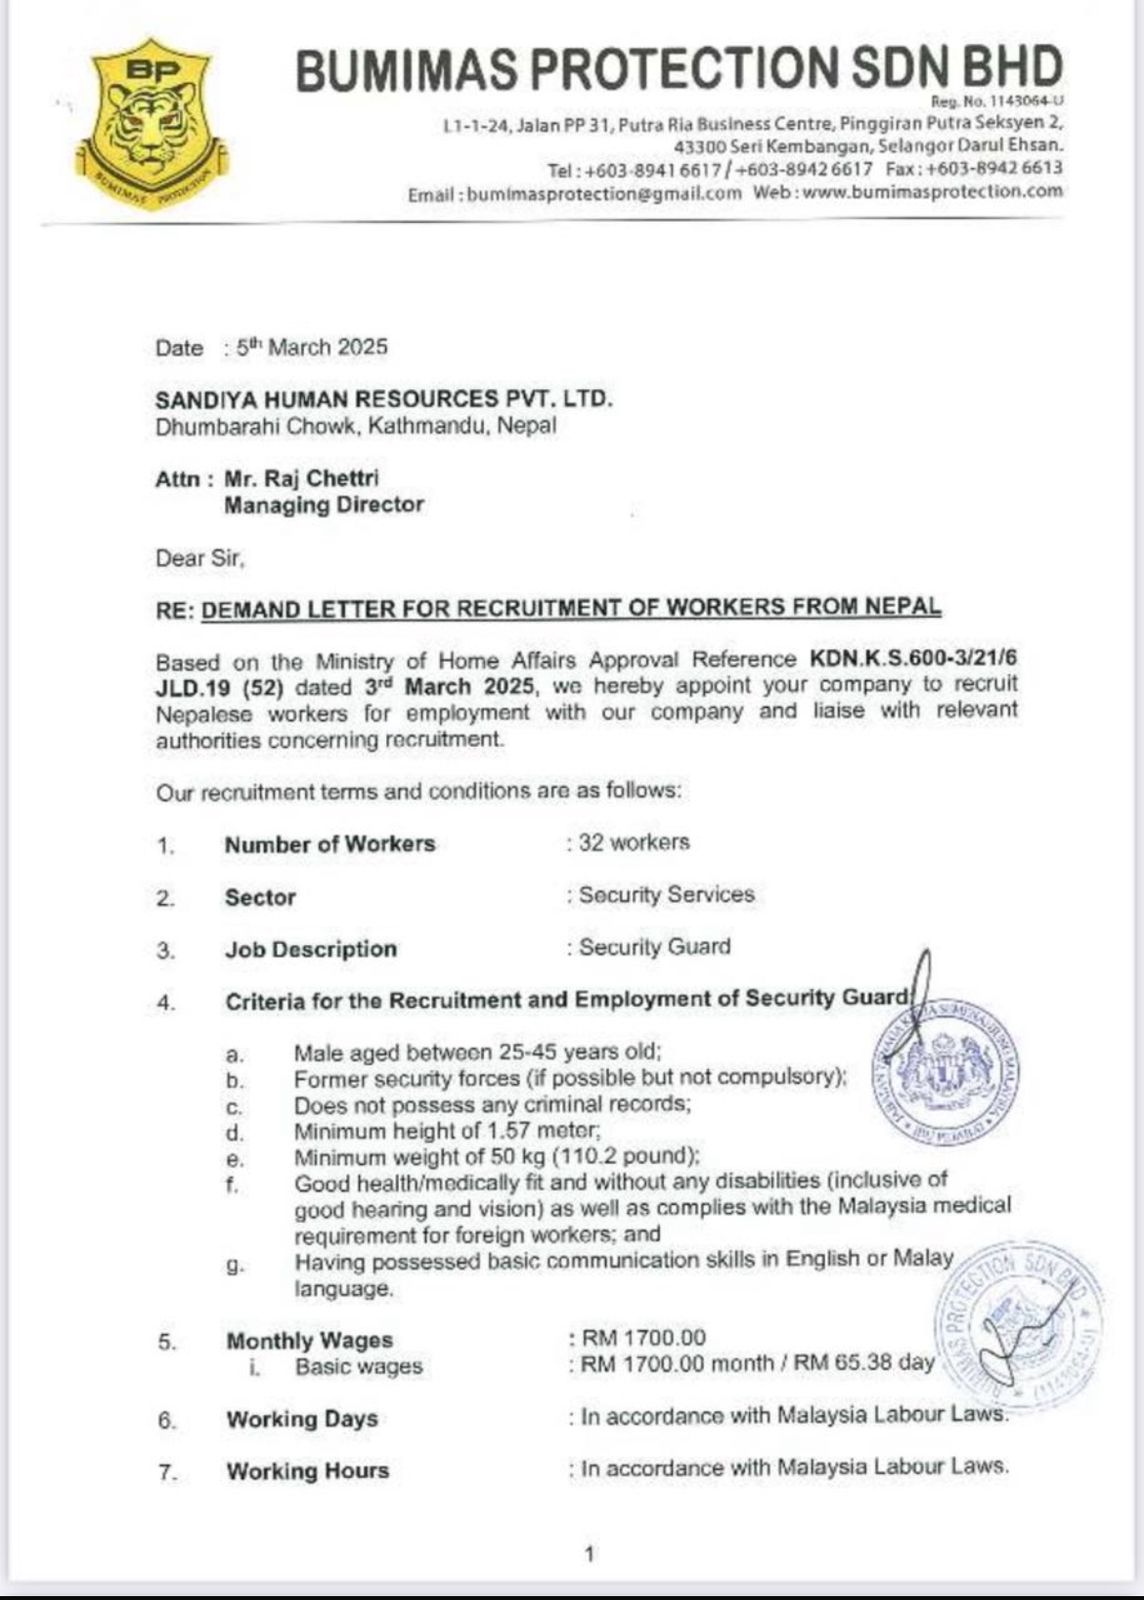 BP
BUMIMAS PROTECTION
BUMIMAS PROTECTION SDN BHD
Reg. No. 1143064-U
L1-1-24, Jalan PP 31, Putra Ria Business Centre, Pinggiran Putra Seksyen 2,
43300 Seri Kembangan, Selangor Darul Ehsan.
Tel : +603-8941 6617 / +603-8942 6617 Fax : +603-8942 6613
Email : bumimasprotection@gmail.com Web : www.bumimasprotection.com
Date : 5th March 2025
SANDIYA HUMAN RESOURCES PVT. LTD.
Dhumbarahi Chowk, Kathmandu, Nepal
Attn : Mr. Raj Chettri
Managing Director
Dear Sir,
RE: DEMAND LETTER FOR RECRUITMENT OF WORKERS FROM NEPAL
Based on the Ministry of Home Affairs Approval Reference KDN.K.S.600-3/21/6
JLD.19 (52) dated 3rd March 2025, we hereby appoint your company to recruit
Nepalese workers for employment with our company and liaise with relevant
authorities concerning recruitment.
Our recruitment terms and conditions are as follows:
1. Number of Workers : 32 workers
2. Sector : Security Services
3. Job Description : Security Guard
4. Criteria for the Recruitment and Employment of Security Guard
a. Male aged between 25-45 years old;
b. Former security forces (if possible but not compulsory);
c. Does not possess any criminal records;
d. Minimum height of 1.57 meter;
e. Minimum weight of 50 kg (110.2 pound);
f. Good health/medically fit and without any disabilities (inclusive of
good hearing and vision) as well as complies with the Malaysia medical
requirement for foreign workers; and
g. Having possessed basic communication skills in English or Malay
language.
BUMIMAS PROTECTION SDN BHD
(1143064-U)
5. Monthly Wages : RM 1700.00
i. Basic wages : RM 1700.00 month / RM 65.38 day
6. Working Days : In accordance with Malaysia Labour Laws.
7. Working Hours : In accordance with Malaysia Labour Laws.
1